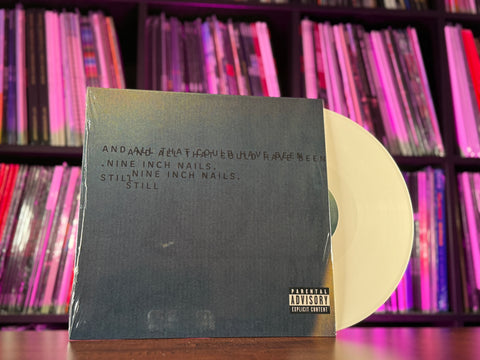 AND ALL THAT COULD HAVE BEEN
AND ALL THAT COULD HAVE BEEN
.NINE INCH NAILS.
NINE INCH NAILS.
STILL
STILL
PARENTAL
ADVISORY
EXPLICIT CONTENT